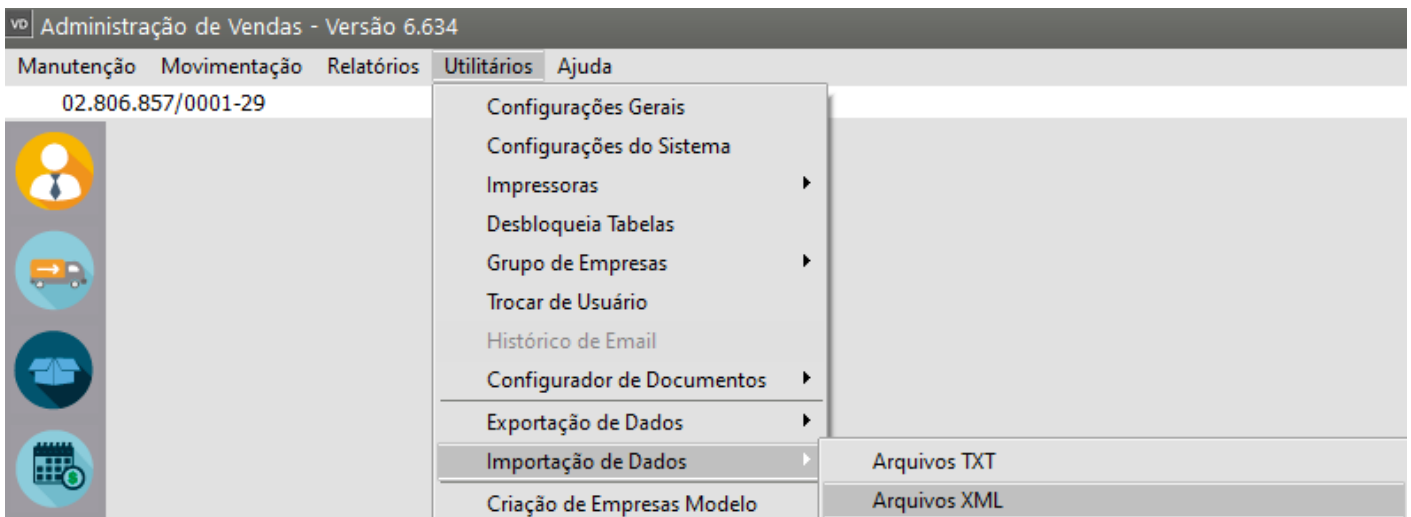 VD Administração de Vendas - Versão 6.634
Manutenção Movimentação Relatórios Utilitários Ajuda
02.806.857/0001-29
Configurações Gerais
Configurações do Sistema
Impressoras
Desbloqueia Tabelas
Grupo de Empresas
Trocar de Usuário
Histórico de Email
Configurador de Documentos
Exportação de Dados
Importação de Dados
Arquivos TXT
Criação de Empresas Modelo
Arquivos XML